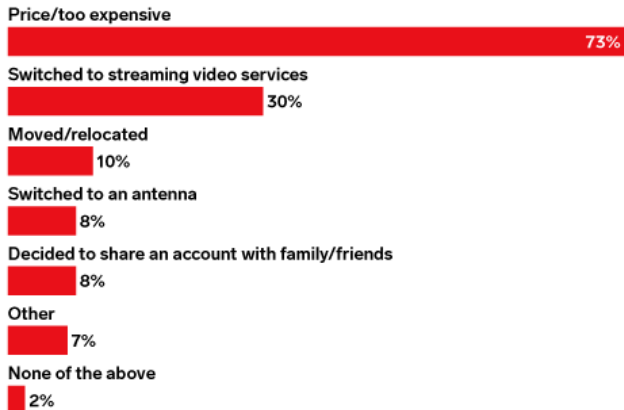 Price/too expensive
73%
Switched to streaming video services
30%
Moved/relocated
10%
Switched to an antenna
8%
Decided to share an account with family/friends
8%
Other
7%
None of the above
2%